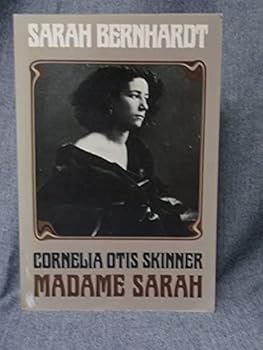 SARAH BERNHARDT
CORNELIA OTIS SKINNER
MADAME SARAH